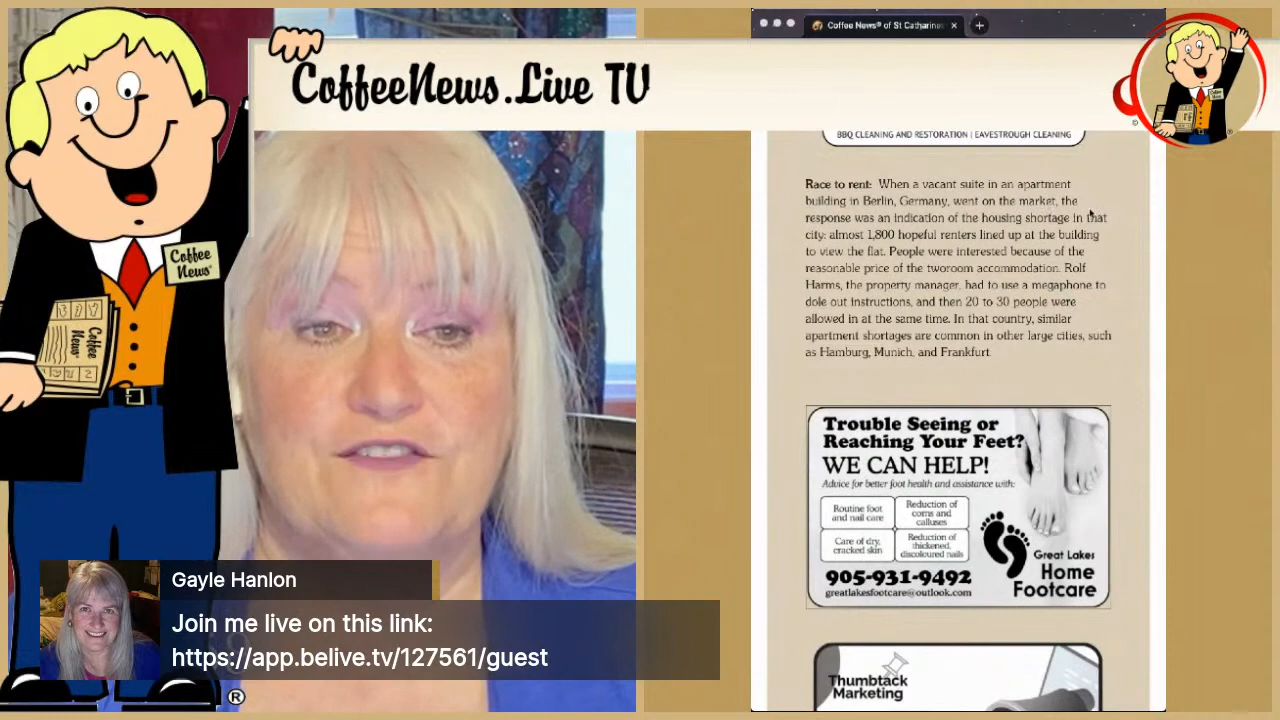 CoffeeNews.Live TV
Coffee News® of St Catharines
Coffee
News®
Coffee
News®
BBQ CLEANING AND RESTORATION | EAVESTROUGH CLEANING
Race to rent: When a vacant suite in an apartment
building in Berlin, Germany, went on the market, the
response was an indication of the housing shortage in that
city: almost 1,800 hopeful renters lined up at the building
to view the flat. People were interested because of the
reasonable price of the tworoom accommodation. Rolf
Harms, the property manager, had to use a megaphone to
dole out instructions, and then 20 to 30 people were
allowed in at the same time. In that country, similar
apartment shortages are common in other large cities, such
as Hamburg, Munich, and Frankfurt.
Trouble Seeing or
Reaching Your Feet?
WE CAN HELP!
Advice for better foot health and assistance with:
Routine foot
and nail care
Reduction of
corns and
calluses
Care of dry,
cracked skin
Reduction of
thickened,
discoloured nails
905-931-9492
greatlakesfootcare@outlook.com
Great Lakes
Home
Footcare
Thumbtack
Marketing
Gayle Hanlon
Join me live on this link:
https://app.belive.tv/127561/guest
®